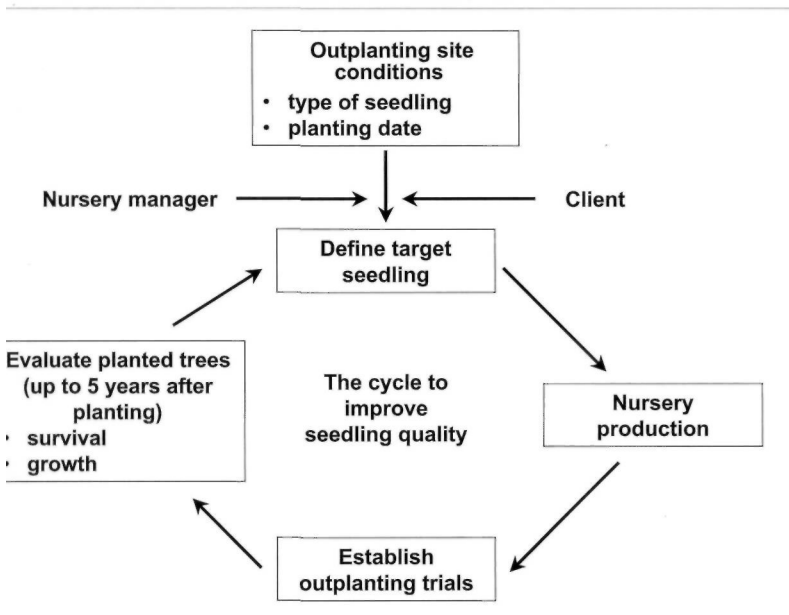 Outplanting site
conditions
• type of seedling
• planting date
Nursery manager
Client
Define target
seedling
Evaluate planted trees
(up to 5 years after
planting)
• survival
• growth
The cycle to
improve
seedling quality
Nursery
production
Establish
outplanting trials